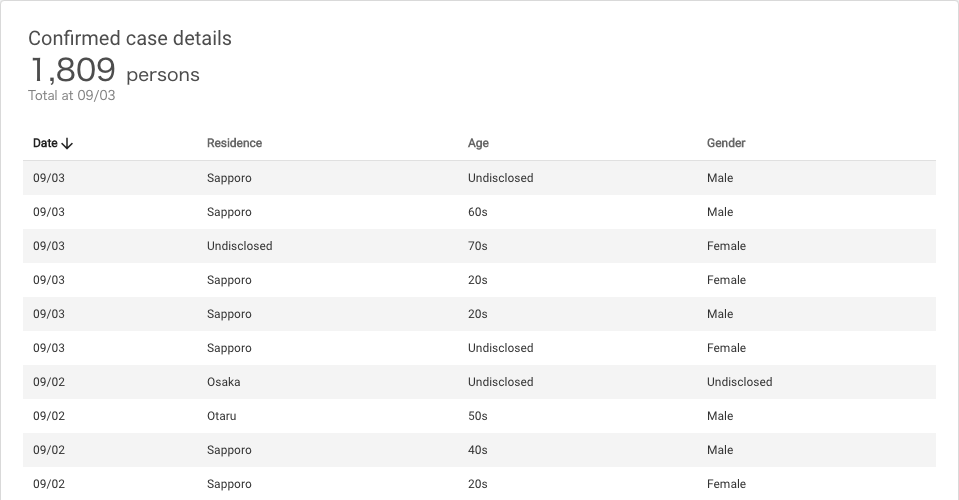 Confirmed case details
1,809 persons
Total at 09/03
Date Residence Age Gender
09/03 Sapporo Undisclosed Male
09/03 Sapporo 60s Male
09/03 Undisclosed 70s Female
09/03 Sapporo 20s Female
09/03 Sapporo 20s Male
09/03 Sapporo Undisclosed Female
09/02 Osaka Undisclosed Undisclosed
09/02 Otaru 50s Male
09/02 Sapporo 40s Male
09/02 Sapporo 20s Female